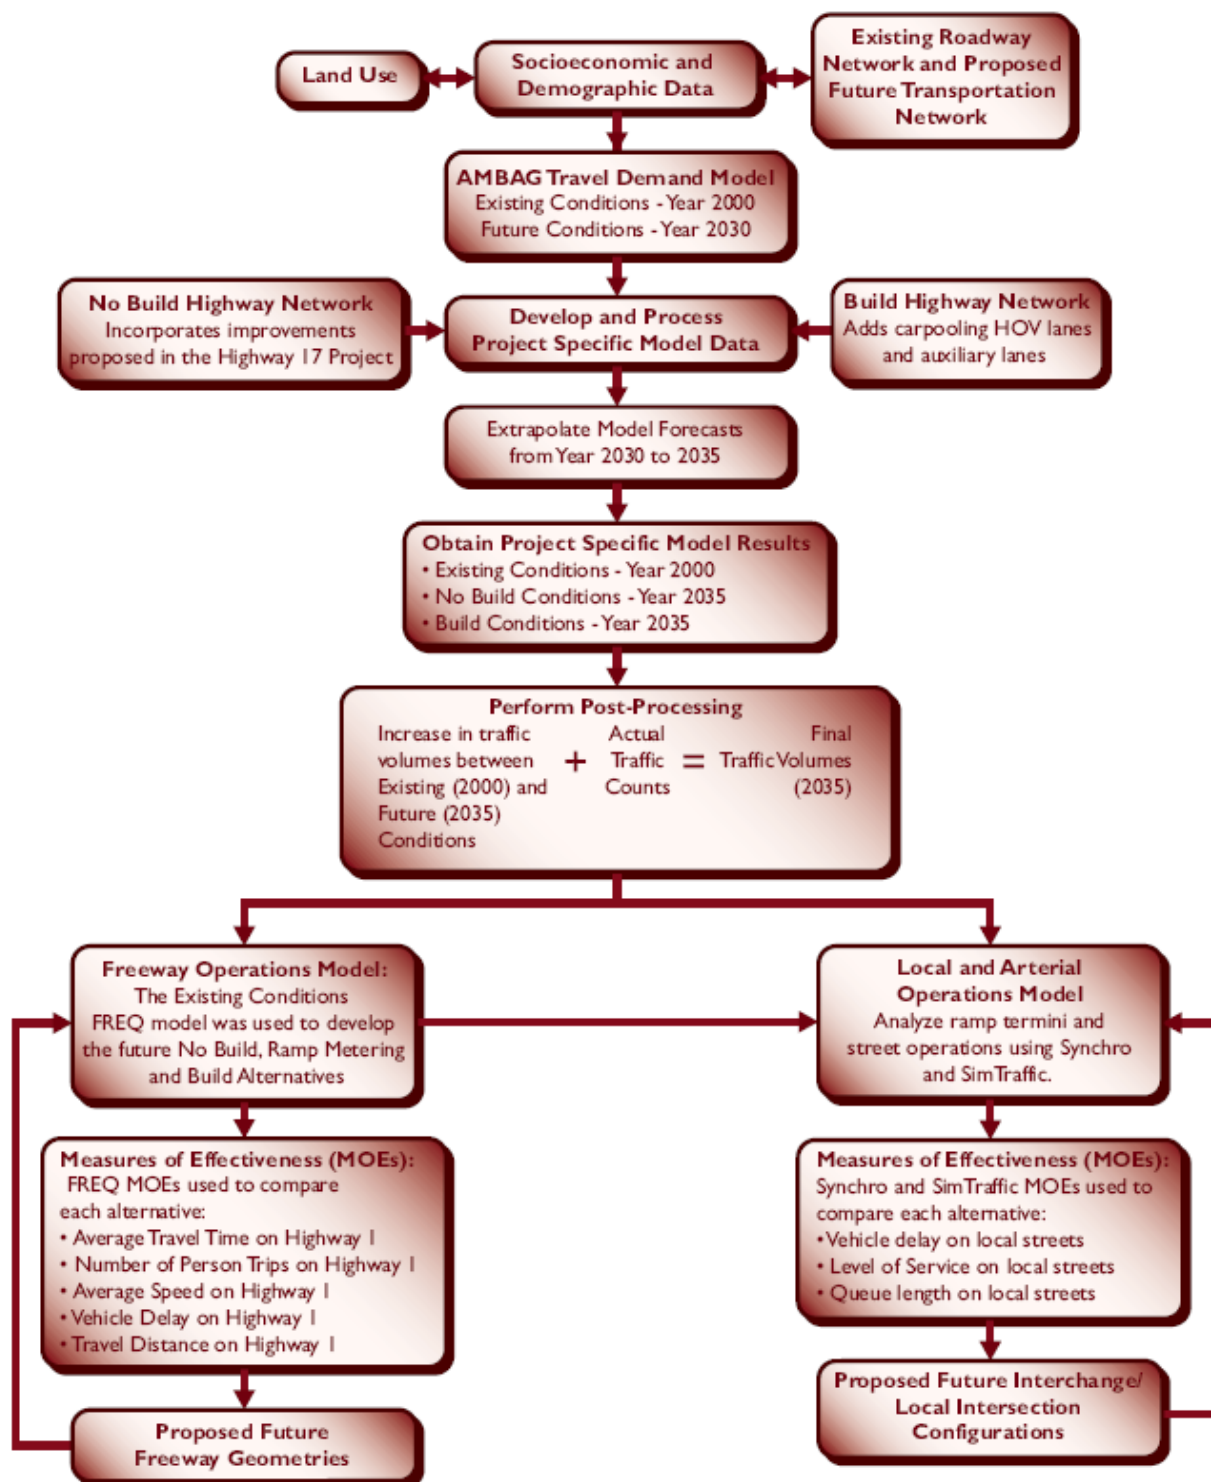 Land Use
Socioeconomic and
Demographic Data
Existing Roadway
Network and Proposed
Future Transportation
Network
AMBAG Travel Demand Model
Existing Conditions - Year 2000
Future Conditions - Year 2030
No Build Highway Network
Incorporates improvements
proposed in the Highway 17 Project
Develop and Process
Project Specific Model Data
Build Highway Network
Adds carpooling HOV lanes
and auxiliary lanes
Extrapolate Model Forecasts
from Year 2030 to 2035
Obtain Project Specific Model Results
• Existing Conditions - Year 2000
• No Build Conditions - Year 2035
• Build Conditions - Year 2035
Perform Post-Processing
Increase in traffic
volumes between
Existing (2000) and
Future (2035)
Conditions
+
Actual
Traffic
Counts
=
Final
Traffic Volumes
(2035)
Freeway Operations Model:
The Existing Conditions
FREQ model was used to develop
the future No Build, Ramp Metering
and Build Alternatives
Local and Arterial
Operations Model
Analyze ramp termini and
street operations using Synchro
and SimTraffic.
Measures of Effectiveness (MOEs):
FREQ MOEs used to compare
each alternative:
• Average Travel Time on Highway 1
• Number of Person Trips on Highway 1
• Average Speed on Highway 1
• Vehicle Delay on Highway 1
• Travel Distance on Highway 1
Measures of Effectiveness (MOEs):
Synchro and SimTraffic MOEs used to
compare each alternative:
• Vehicle delay on local streets
• Level of Service on local streets
• Queue length on local streets
Proposed Future
Freeway Geometries
Proposed Future Interchange/
Local Intersection
Configurations